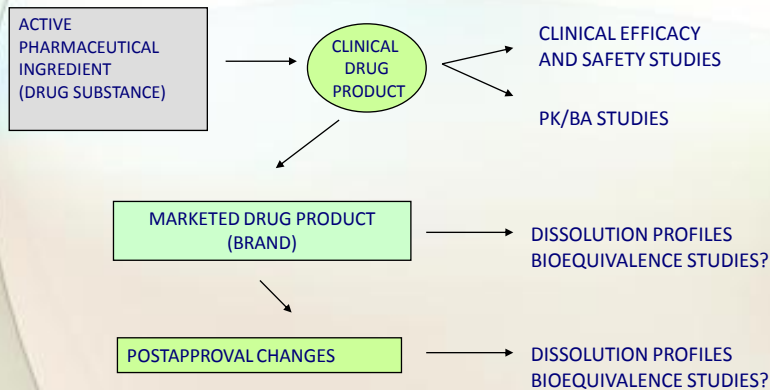 ACTIVE
PHARMACEUTICAL
INGREDIENT
(DRUG SUBSTANCE)
CLINICAL
DRUG
PRODUCT
CLINICAL EFFICACY
AND SAFETY STUDIES
PK/BA STUDIES
MARKETED DRUG PRODUCT
(BRAND)
DISSOLUTION PROFILES
BIOEQUIVALENCE STUDIES?
POSTAPPROVAL CHANGES
DISSOLUTION PROFILES
BIOEQUIVALENCE STUDIES?